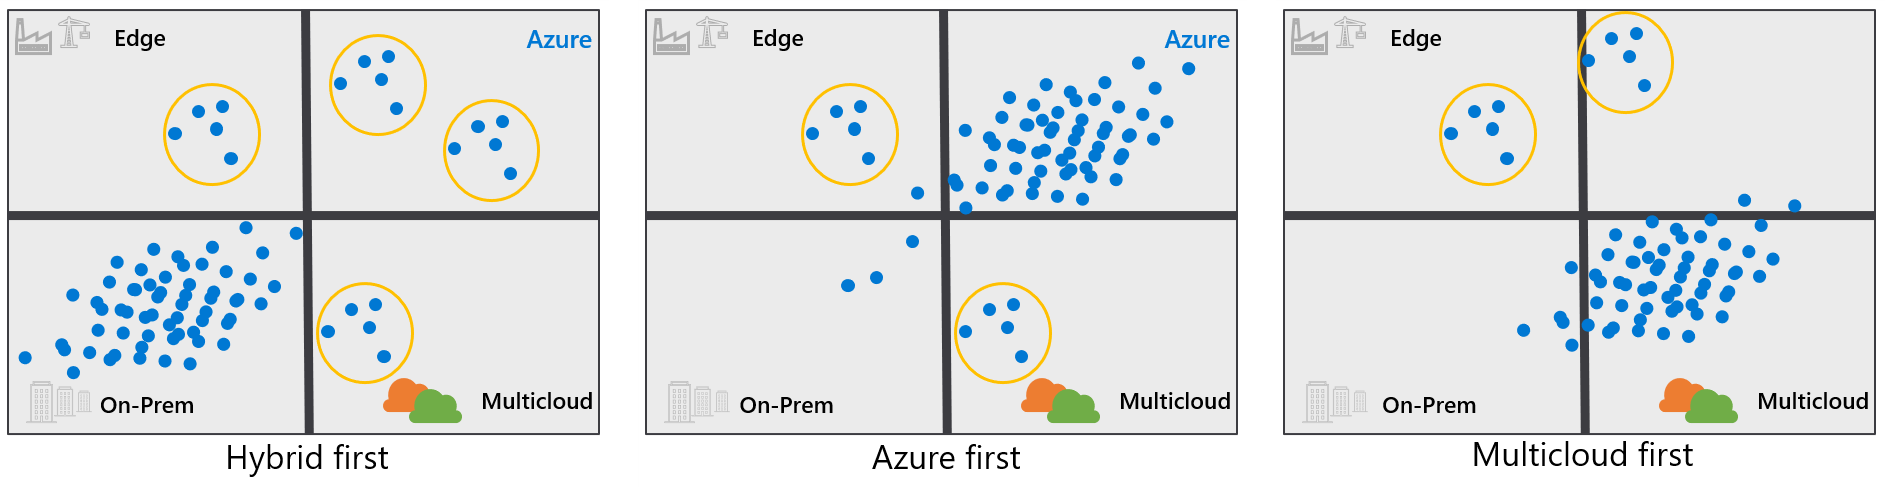 Edge
Azure
On-Prem
Multicloud
Hybrid first
Edge
Azure
On-Prem
Multicloud
Azure first
Edge
On-Prem
Multicloud
Multicloud first